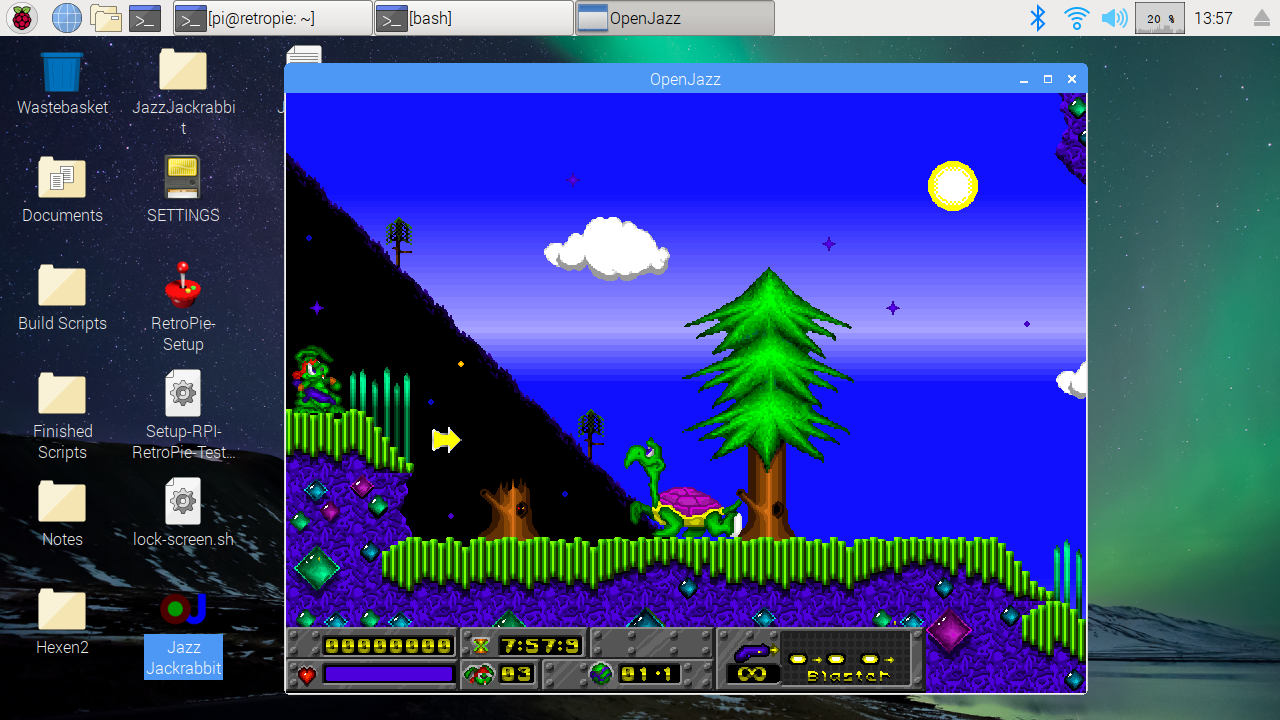 [pi@retropie: ~]
[bash]
OpenJazz
20 %
13:57
Wastebasket
JazzJackrabbi
t
J
OpenJazz
Documents
SETTINGS
Build Scripts
RetroPie-
Setup
Finished
Scripts
Setup-RPI-
RetroPie-Test...
Notes
lock-screen.sh
Hexen2
Jazz
Jackrabbit
00000000
7:57:9
03
01·1
∞
Blaster